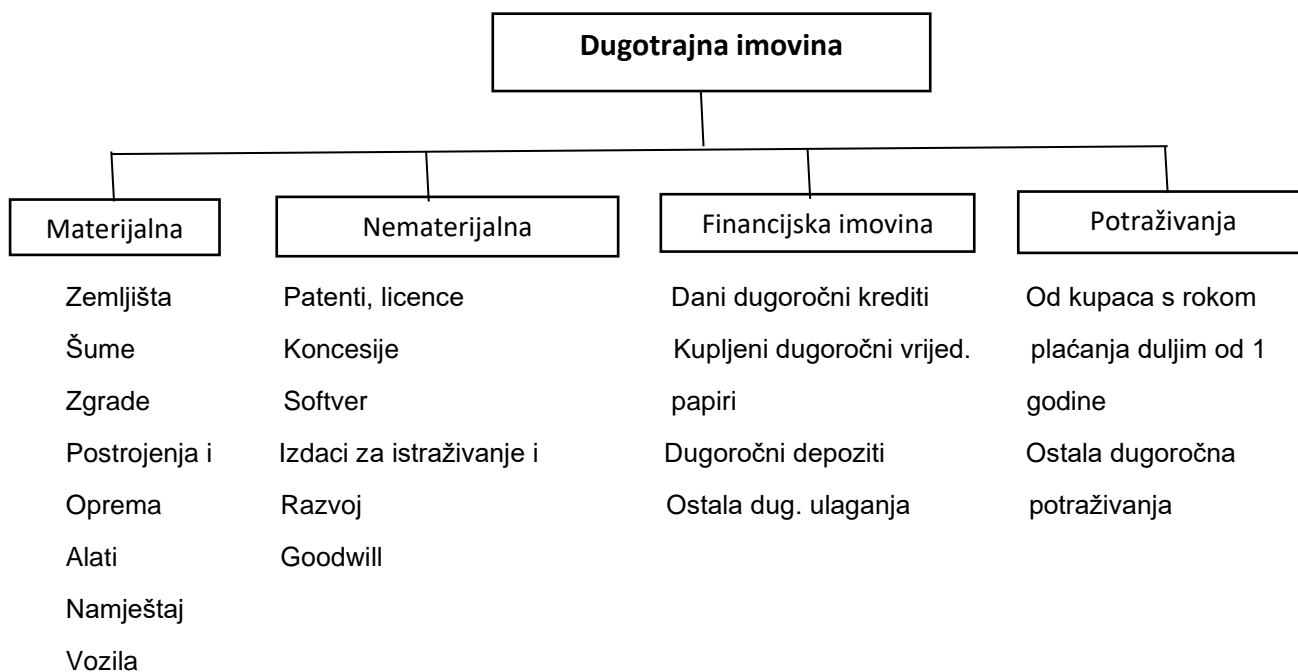 Dugotrajna imovina
Materijalna
Nematerijalna
Financijska imovina
Potraživanja
Zemljišta
Šume
Zgrade
Postrojenja i
Oprema
Alati
Namještaj
Vozila
Patenti, licence
Koncesije
Softver
Izdaci za istraživanje i
Razvoj
Goodwill
Dani dugoročni krediti
Kupljeni dugoročni vrijed.
papiri
Dugoročni depoziti
Ostala dug. ulaganja
Od kupaca s rokom
plaćanja duljim od 1
godine
Ostala dugoročna
potraživanja